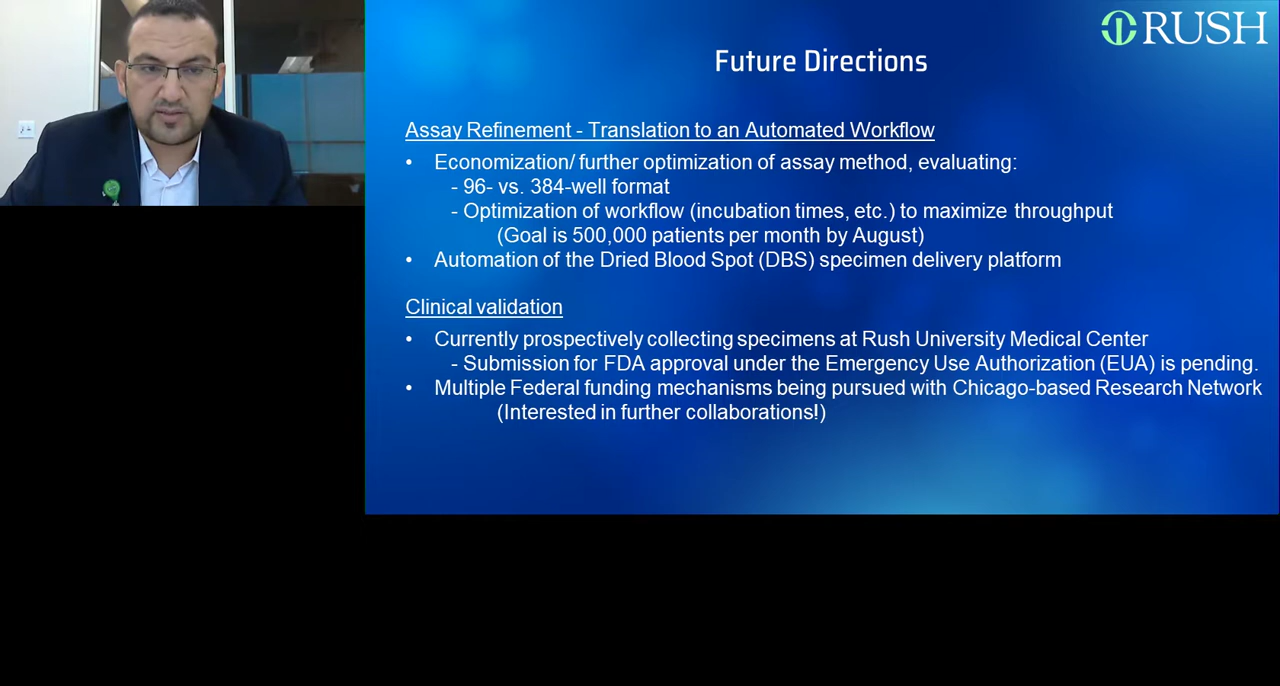 RUSH
Future Directions
Assay Refinement - Translation to an Automated Workflow
• Economization/ further optimization of assay method, evaluating:
- 96- vs. 384-well format
- Optimization of workflow (incubation times, etc.) to maximize throughput
(Goal is 500,000 patients per month by August)
• Automation of the Dried Blood Spot (DBS) specimen delivery platform
Clinical validation
• Currently prospectively collecting specimens at Rush University Medical Center
- Submission for FDA approval under the Emergency Use Authorization (EUA) is pending.
• Multiple Federal funding mechanisms being pursued with Chicago-based Research Network
(Interested in further collaborations!)